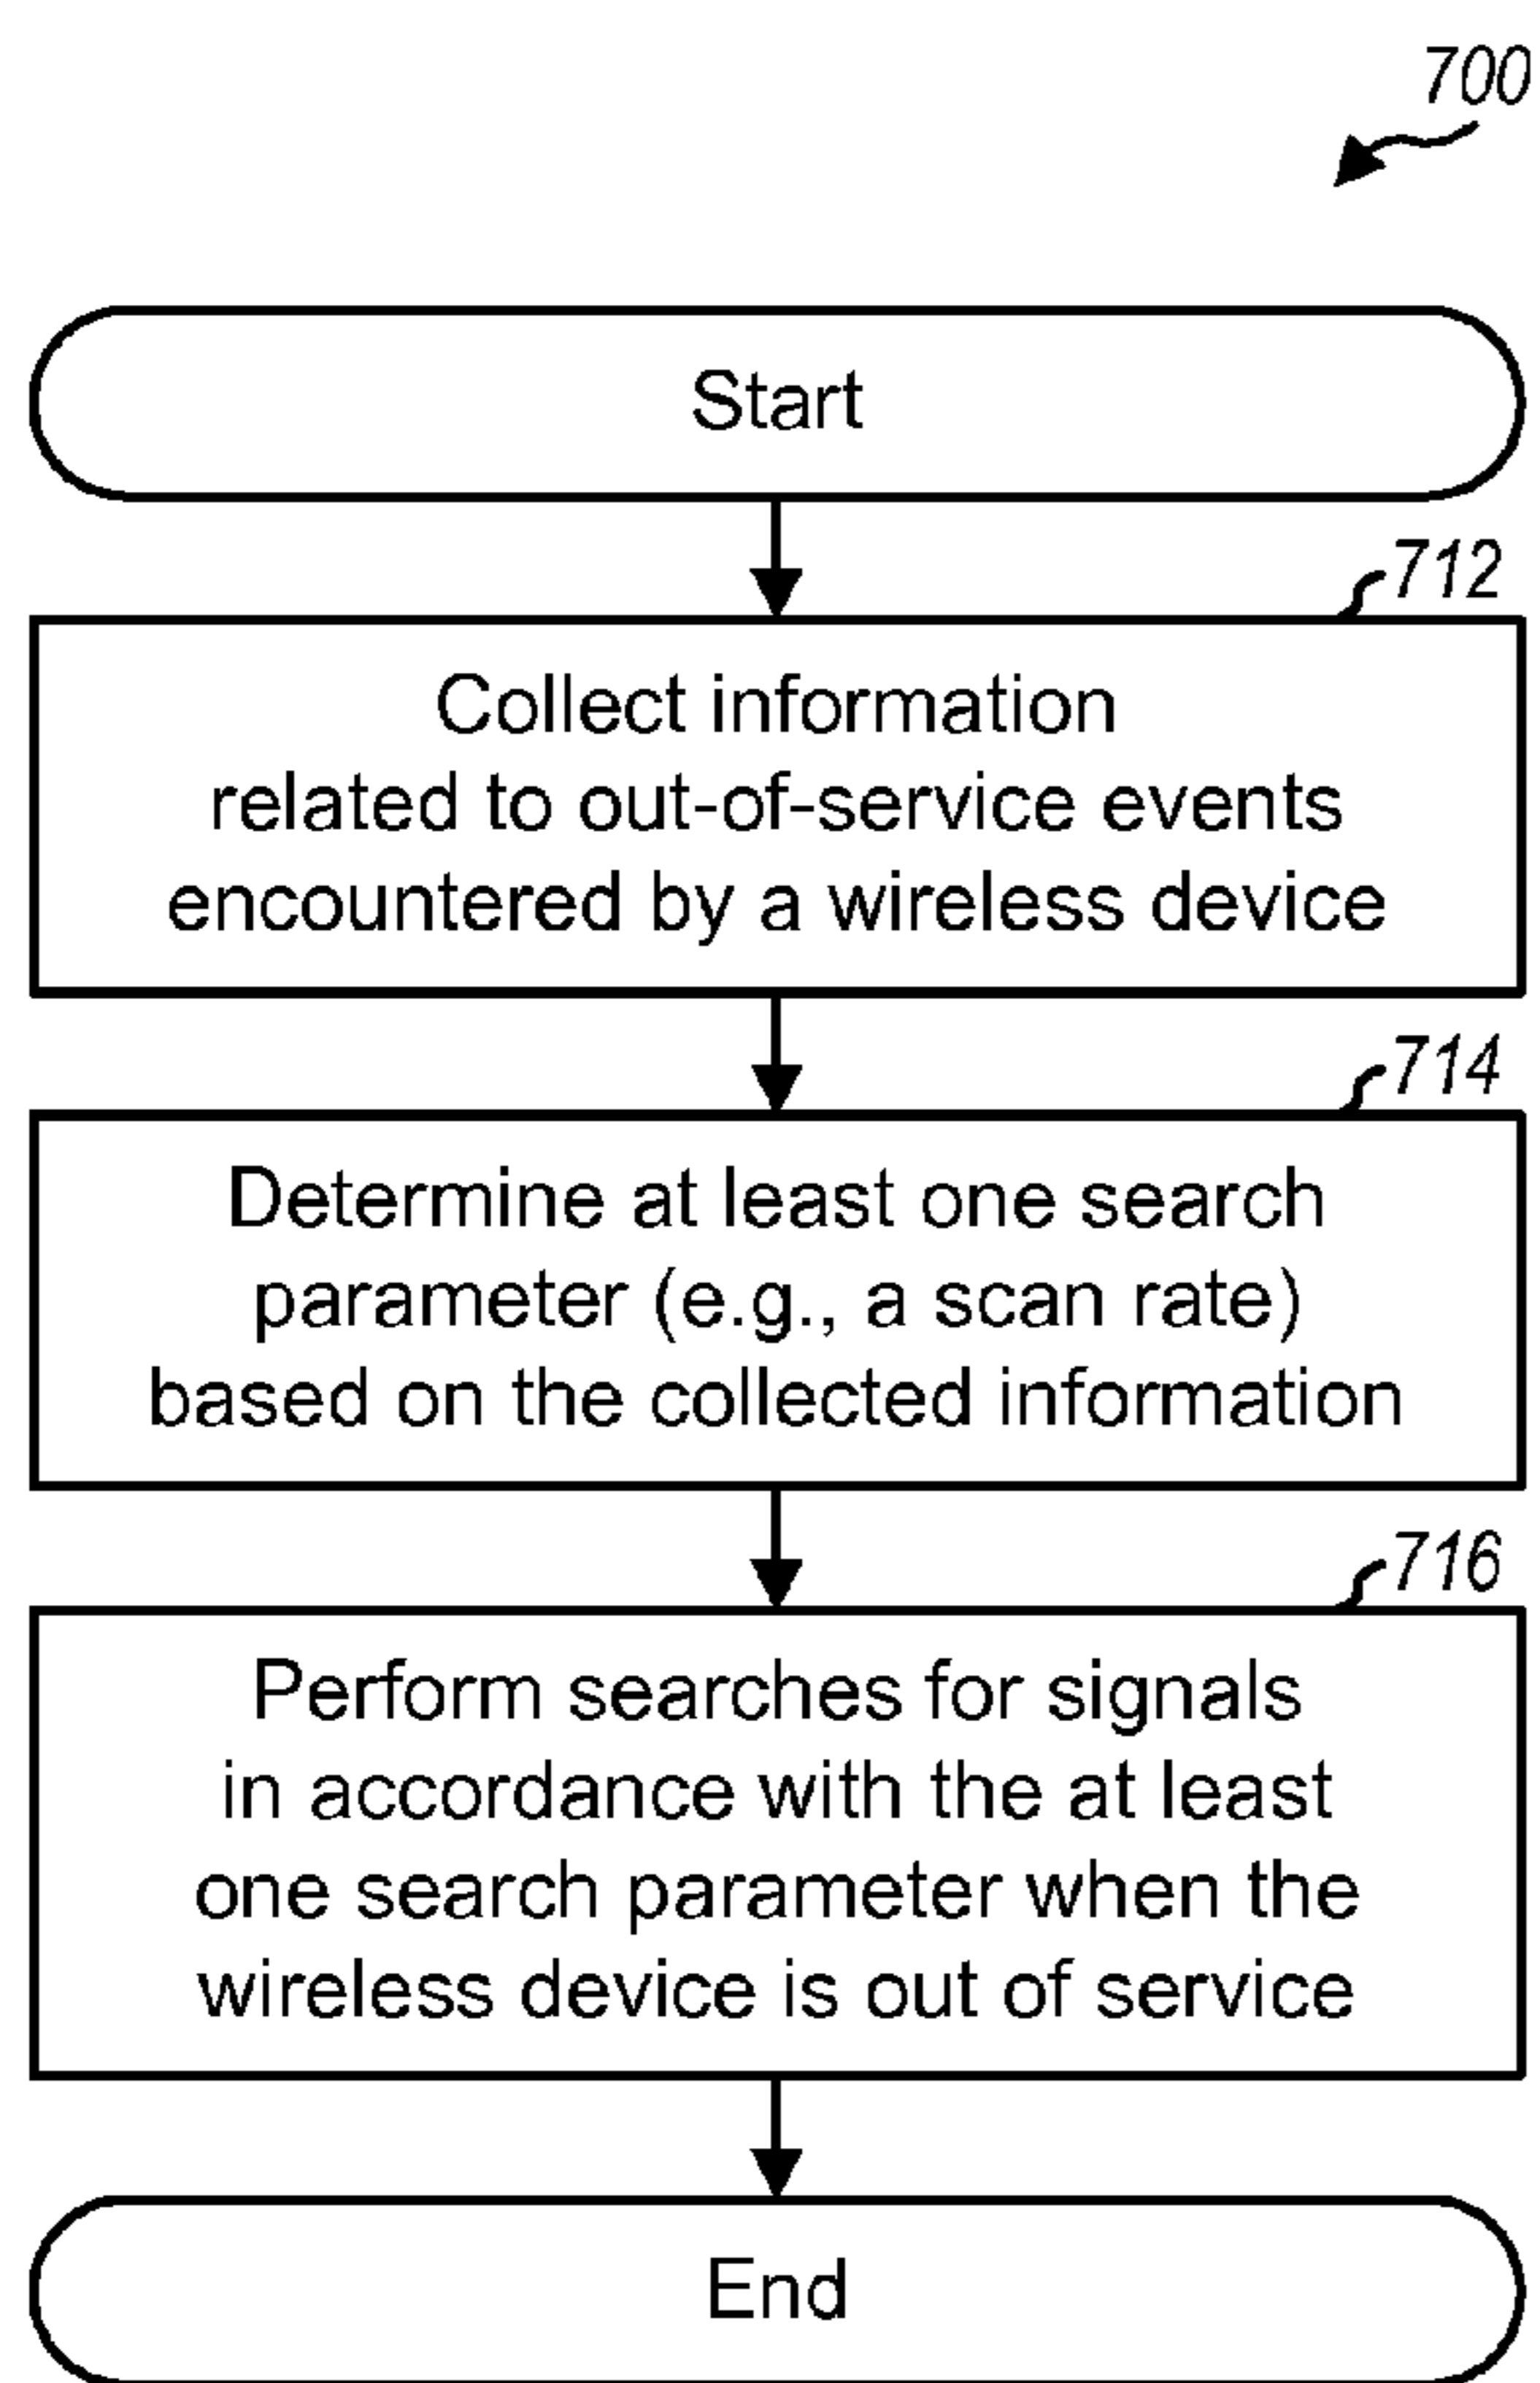 700
Start
712
Collect information
related to out-of-service events
encountered by a wireless device
714
Determine at least one search
parameter (e.g., a scan rate)
based on the collected information
716
Perform searches for signals
in accordance with the at least
one search parameter when the
wireless device is out of service
End